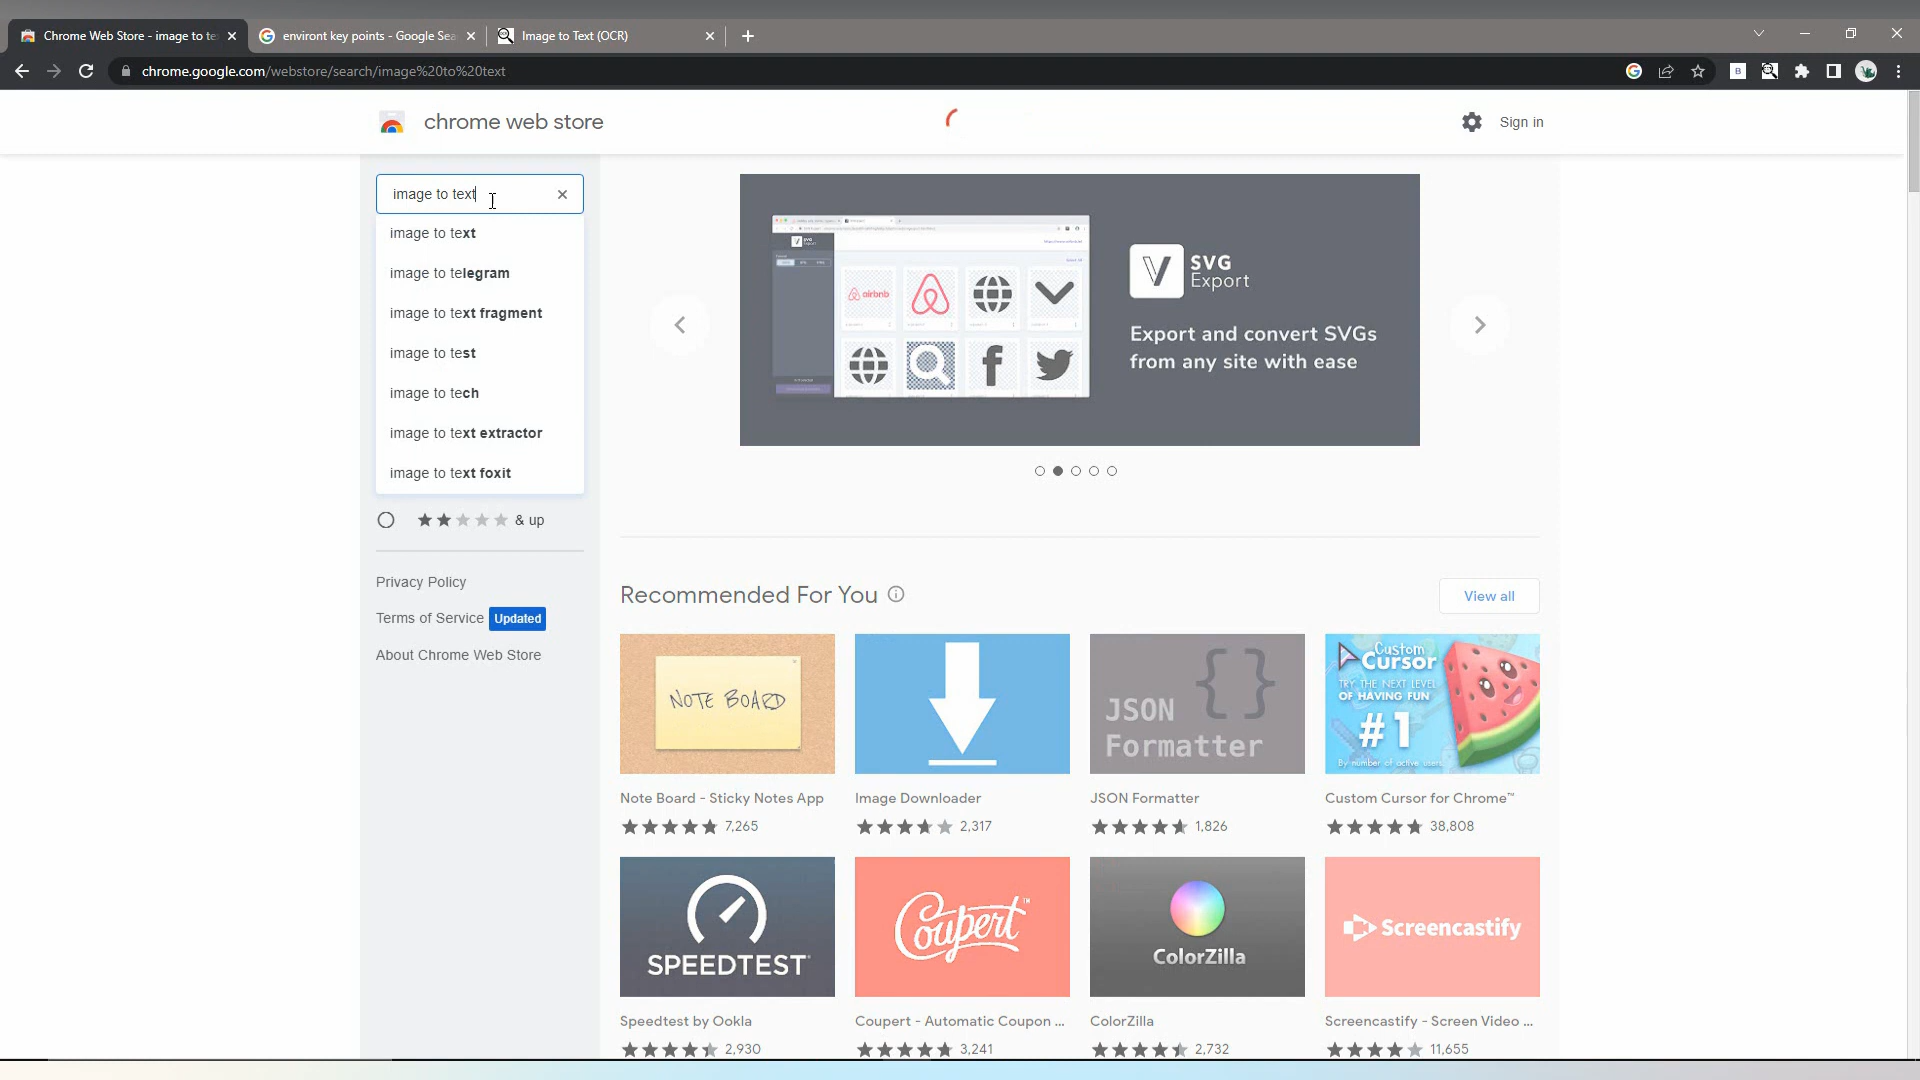 Chrome Web Store - image to te
environt key points - Google Sea
Image to Text (OCR)
chrome.google.com/webstore/search/image%20to%20text
chrome web store
Sign in
image to text
image to text
image to telegram
image to text fragment
image to test
image to tech
image to text extractor
image to text foxit
& up
Privacy Policy
Terms of Service Updated
About Chrome Web Store
airbnb
SVG
Export
Export and convert SVGs
from any site with ease
Recommended For You
View all
NOTE BOARD
JSON
Formatter
Custom
Cursor
TRY THE NEXT LEVEL
OF HAVING FUN
#1
By number of active users
Note Board - Sticky Notes App
Image Downloader
JSON Formatter
Custom Cursor for Chrome™
7,265
2,317
1,826
38,808
SPEEDTEST
Coupert™
ColorZilla
Screencastify
Speedtest by Ookla
Coupert - Automatic Coupon ...
ColorZilla
Screencastify - Screen Video ...
2,930
3,241
2,732
11,655